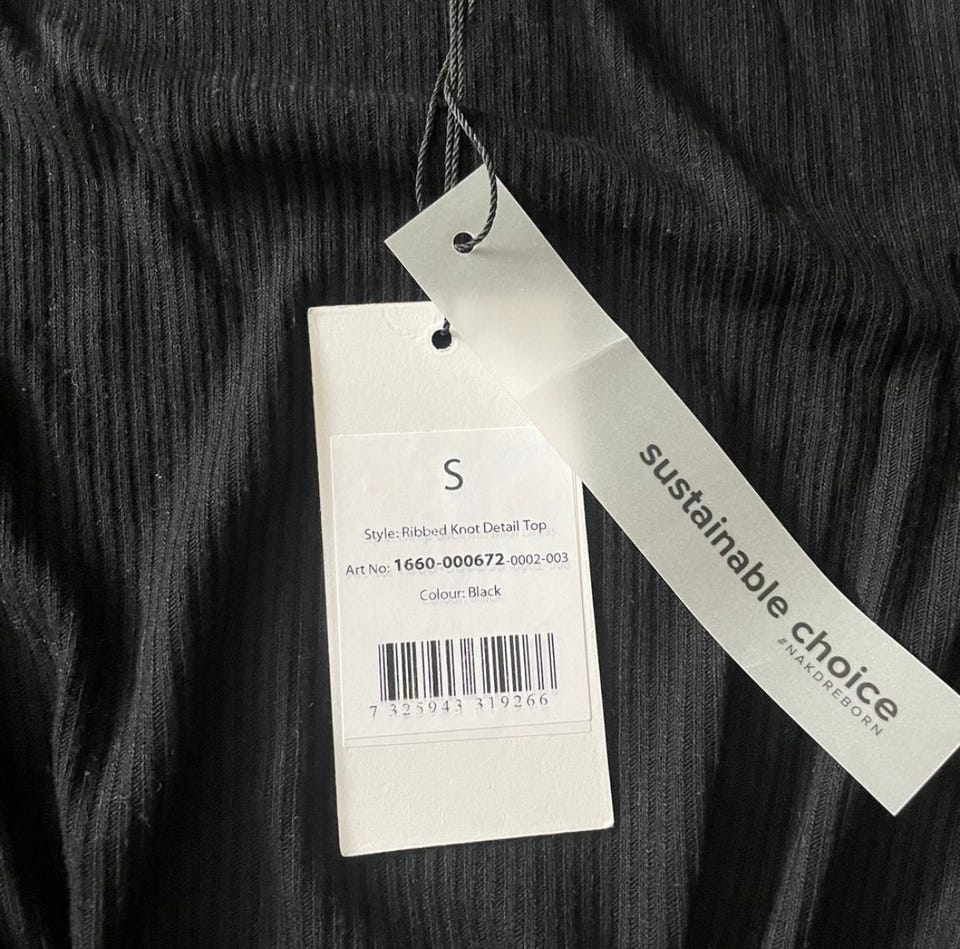 S
Style: Ribbed Knot Detail Top
Art No: 1660-000672-0002-003
Colour: Black
7 325943 319266
sustainable choice
#NAKDREBORN